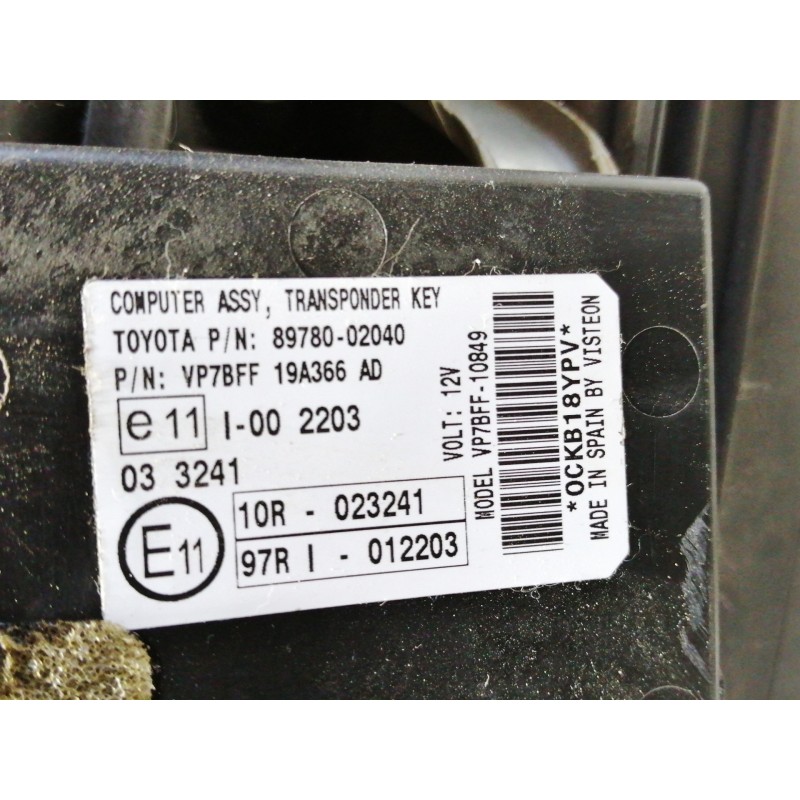 COMPUTER ASSY, TRANSPONDER KEY
TOYOTA P/N: 89780-02040
P/N: VP7BFF 19A366 AD
e 11 I-00 2203
03 3241
E11
10R - 023241
97R I - 012203
VOLT: 12V
MODEL VP7BFF-10849
*0CKB18YPV*
MADE IN SPAIN BY VISTEON